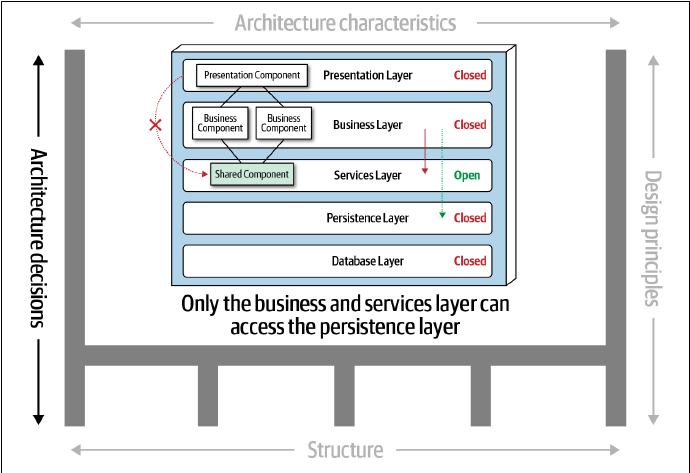 Architecture characteristics
Presentation Component
Presentation Layer
Closed
Business
Component
Business
Component
Business Layer
Closed
Shared Component
Services Layer
Open
Persistence Layer
Closed
Database Layer
Closed
Only the business and services layer can
access the persistence layer
Architecture decisions
Design principles
Structure